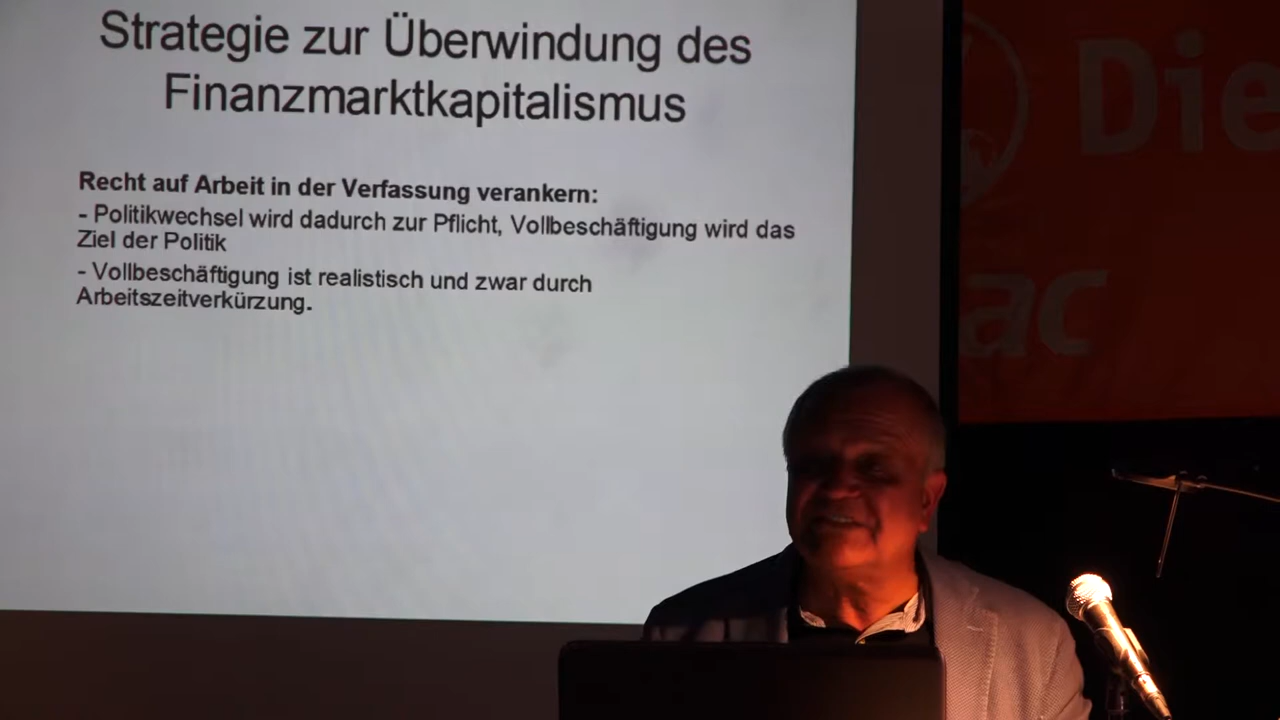 Strategie zur Überwindung des
Finanzmarktkapitalismus
Recht auf Arbeit in der Verfassung verankern:
- Politikwechsel wird dadurch zur Pflicht, Vollbeschäftigung wird das
Ziel der Politik
- Vollbeschäftigung ist realistisch und zwar durch
Arbeitszeitverkürzung.
Die
ac